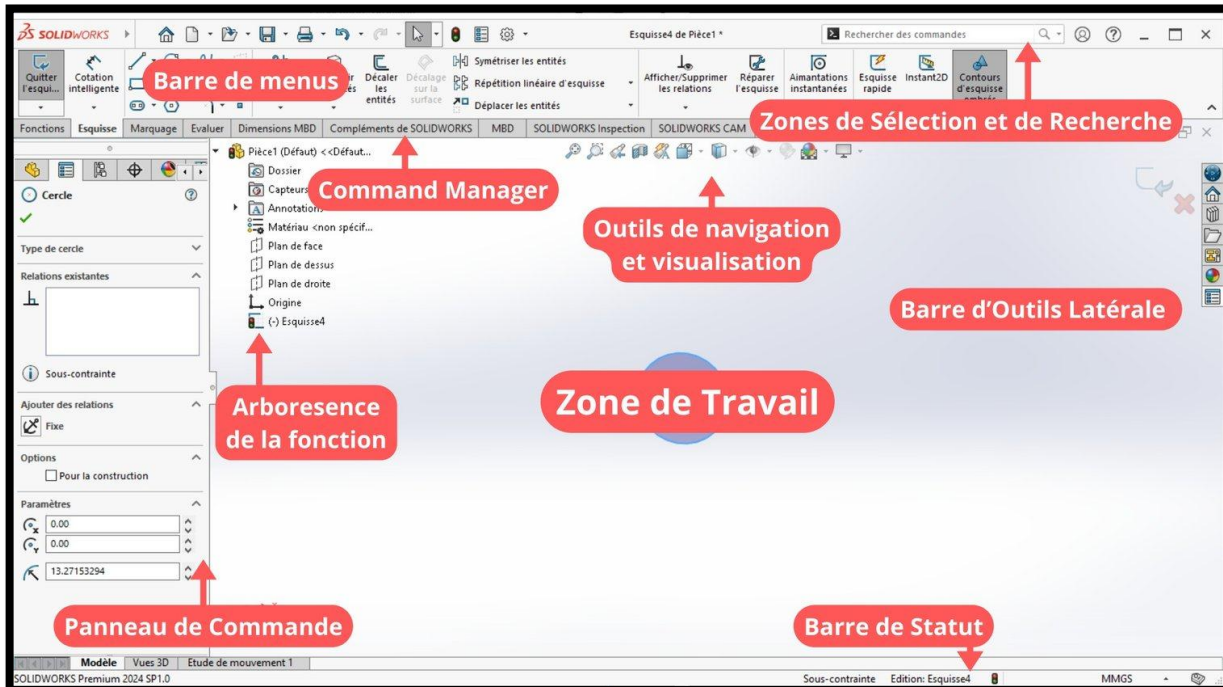 SOLIDWORKS
Esquisse4 de Pièce1 *
Rechercher des commandes
Quitter l'esqui...
Cotation intelligente
Barre de menus
Décaler les entités
Décalage sur la surface
Symétriser les entités
Répétition linéaire d'esquisse
Déplacer les entités
Afficher/Supprimer les relations
Réparer l'esquisse
Aimantations instantanées
Esquisse rapide
Instant2D
Contours d'esquisse
Zones de Sélection et de Recherche
Fonctions
Esquisse
Marquage
Evaluer
Dimensions MBD
Compléments de SOLIDWORKS
MBD
SOLIDWORKS Inspection
SOLIDWORKS CAM
Command Manager
Outils de navigation
et visualisation
Pièce1 (Défaut) <<Défaut...
Dossier
Capteurs
Annotations
Matériau <non spécif...
Plan de face
Plan de dessus
Plan de droite
Origine
(-) Esquisse4
Barre d'Outils Latérale
Arboresence
de la fonction
Zone de Travail
Cercle
Type de cercle
Relations existantes
Sous-contrainte
Ajouter des relations
Fixe
Options
Pour la construction
Paramètres
0.00
0.00
13.27153294
Panneau de Commande
Barre de Statut
Modèle
Vues 3D
Etude de mouvement 1
SOLIDWORKS Premium 2024 SP1.0
Sous-contrainte
Edition: Esquisse4
MMGS